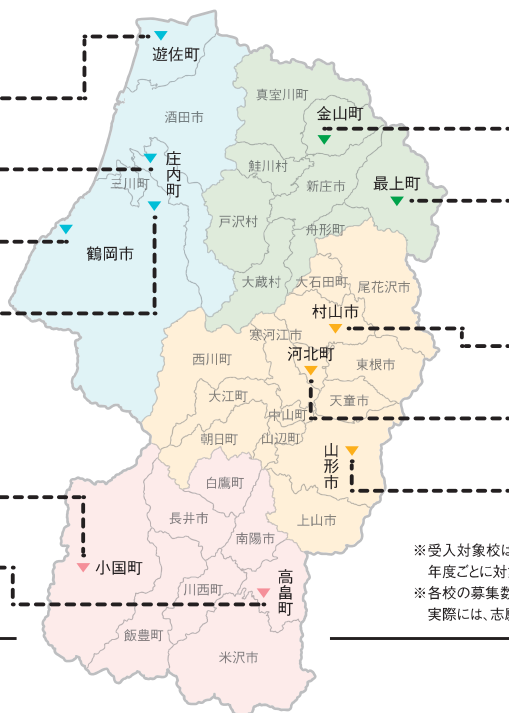 遊佐町
酒田市
真室川町
金山町
庄内町
三川町
鮭川村
新庄市
最上町
戸沢村
舟形町
鶴岡市
大蔵村
大石田町
尾花沢市
村山市
寒河江市
河北町
西川町
東根市
大江町
天童市
中山町
朝日町
山辺町
山形市
白鷹町
長井市
上山市
南陽市
※受入対象校は
年度ごとに対
小国町
川西町
高畠町
※各校の募集数
実際には、志願
飯豊町
米沢市